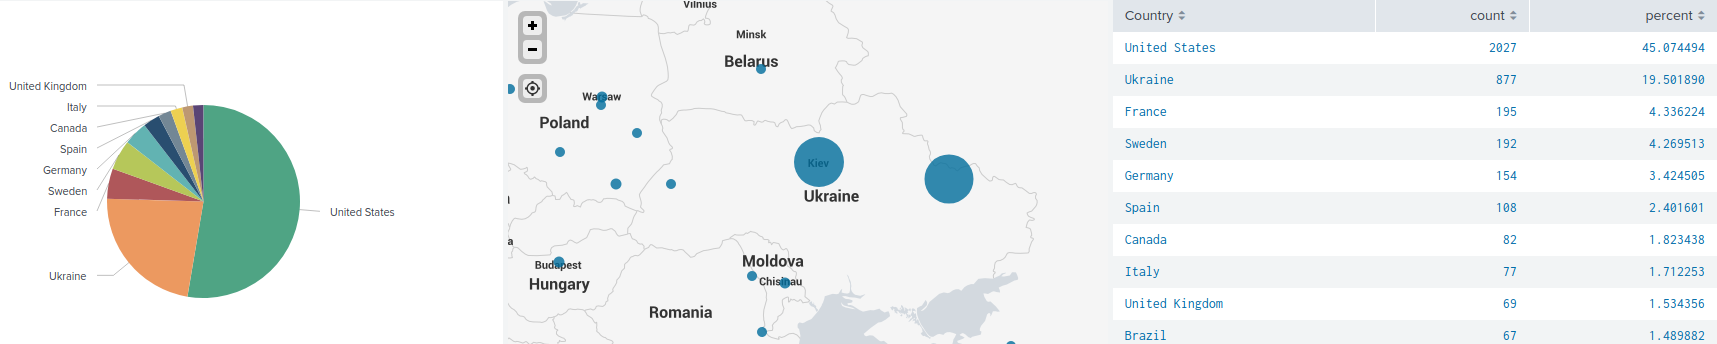 United Kingdom
Italy
Canada
Spain
Germany
Sweden
France
Ukraine
United States
+
−
Vilnius
Minsk
Belarus
Warsaw
Poland
Kiev
Ukraine
Budapest
Hungary
Moldova
Chisinau
Romania
Country count percent
United States 2027 45.074494
Ukraine 877 19.501890
France 195 4.336224
Sweden 192 4.269513
Germany 154 3.424505
Spain 108 2.401601
Canada 82 1.823438
Italy 77 1.712253
United Kingdom 69 1.534356
Brazil 67 1.489882